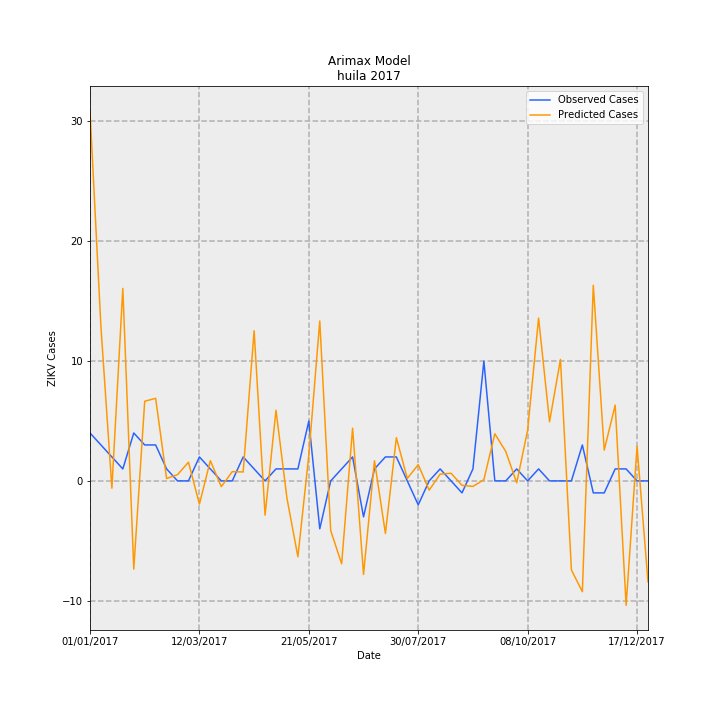 Arimax Model
huila 2017
Observed Cases
Predicted Cases
ZIKV Cases
30
20
10
0
−10
01/01/2017
12/03/2017
21/05/2017
30/07/2017
08/10/2017
17/12/2017
Date